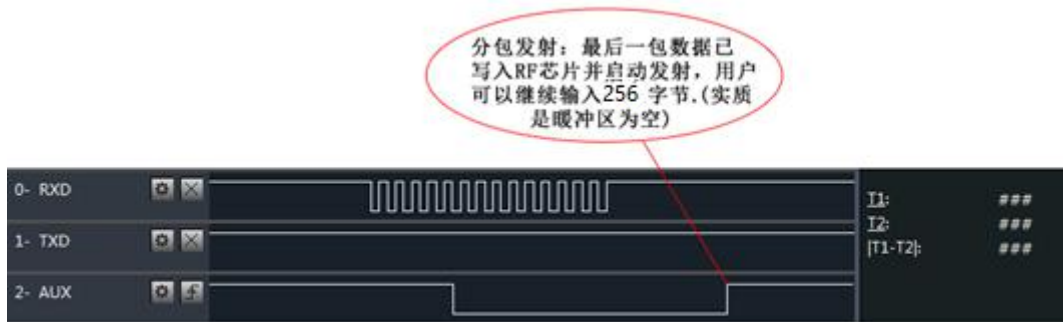 分包发射：最后一包数据已
写入RF芯片并启动发射，用户
可以继续输入256 字节.(实质
是暖冲区为空)
0- RXD
T1: ###
T2: ###
1- TXD
|T1-T2|: ###
2- AUX